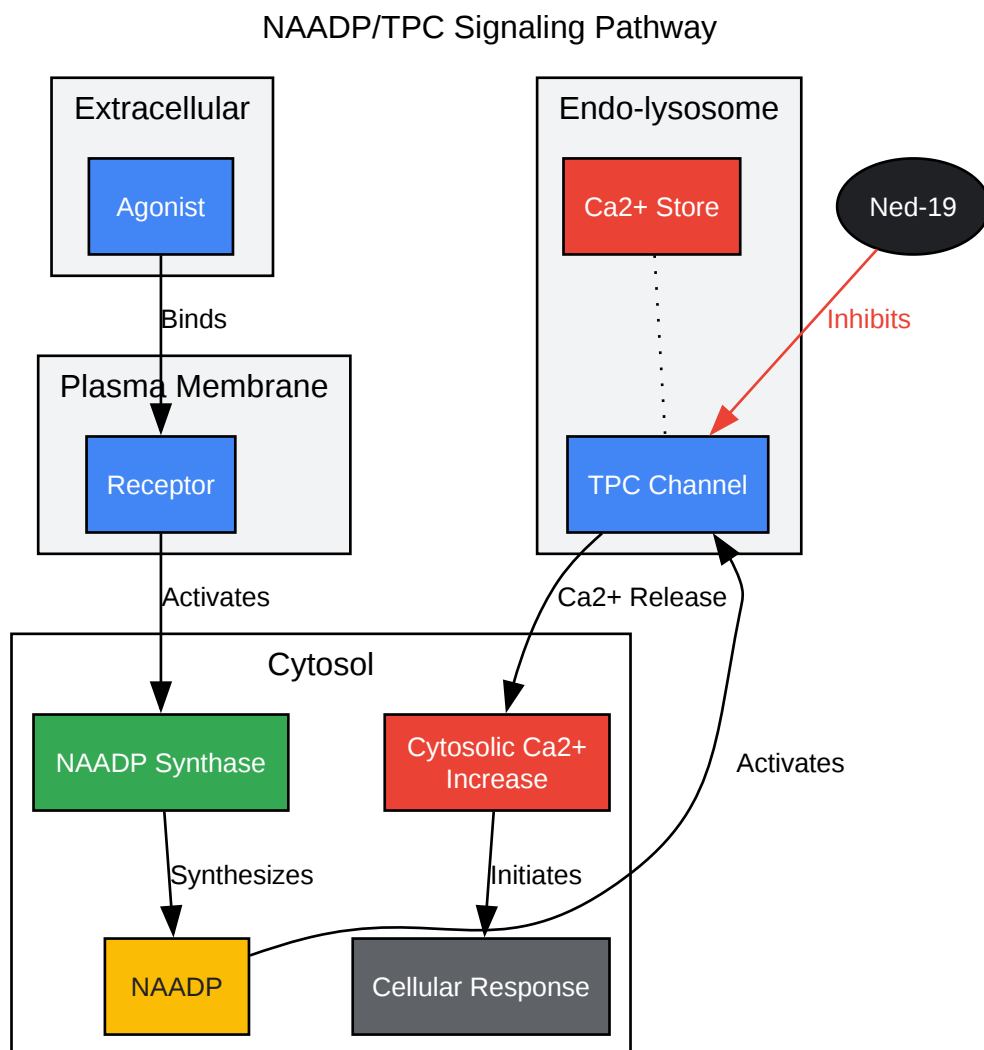 NAADP/TPC Signaling Pathway
Extracellular
Endo-lysosome
Agonist
Ca2+ Store
Ned-19
Binds
Inhibits
Plasma Membrane
Receptor
TPC Channel
Activates
Ca2+ Release
Cytosol
NAADP Synthase
Cytosolic Ca2+
Increase
Activates
Synthesizes
Initiates
NAADP
Cellular Response